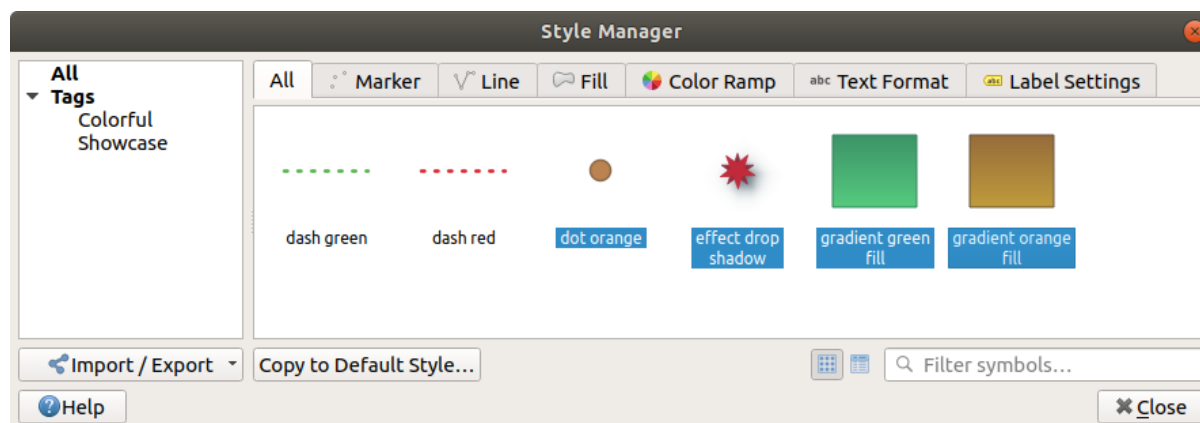 Style Manager
All
Tags
Colorful
Showcase
All
Marker
Line
Fill
Color Ramp
abc Text Format
abc Label Settings
dash green
dash red
dot orange
effect drop
shadow
gradient green
fill
gradient orange
fill
Import / Export
Copy to Default Style...
Filter symbols...
?Help
Close